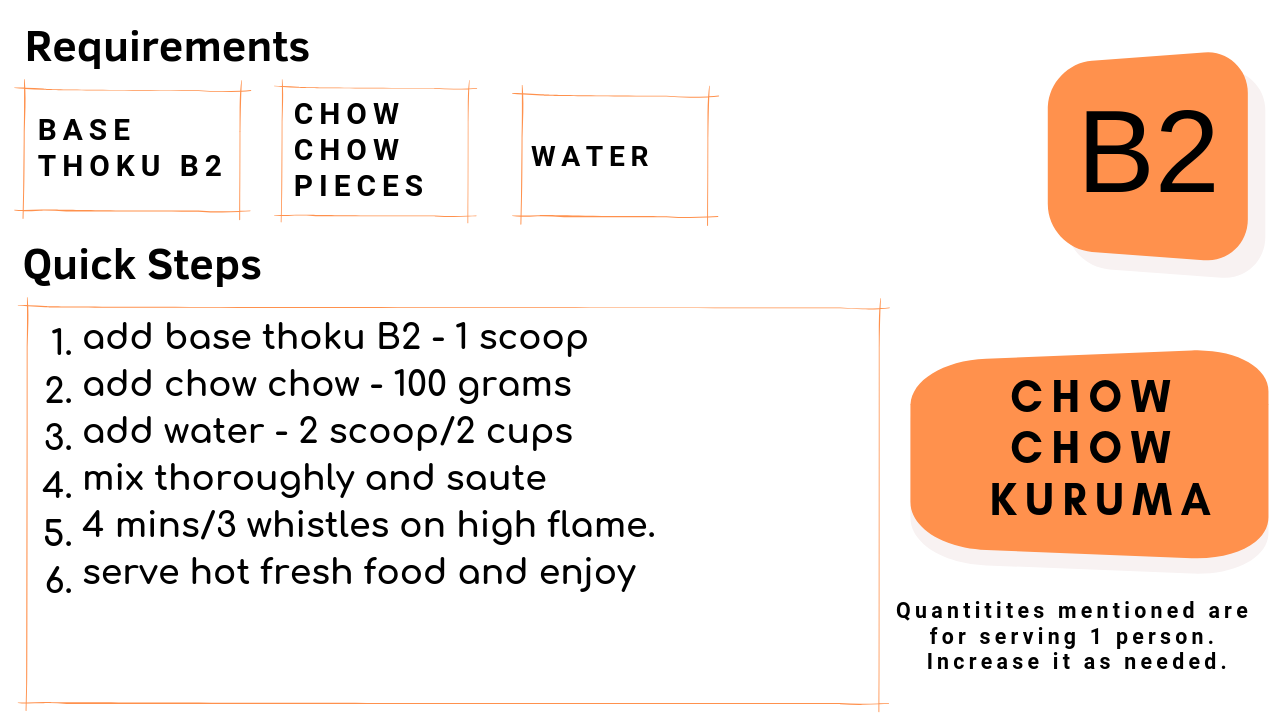 Requirements
BASE
THOKU B2
CHOW
CHOW
PIECES
WATER
B2
Quick Steps
1. add base thoku B2 - 1 scoop
2. add chow chow - 100 grams
3. add water - 2 scoop/2 cups
4. mix thoroughly and saute
5. 4 mins/3 whistles on high flame.
6. serve hot fresh food and enjoy
CHOW
CHOW
KURUMA
Quantitites mentioned are
for serving 1 person.
Increase it as needed.